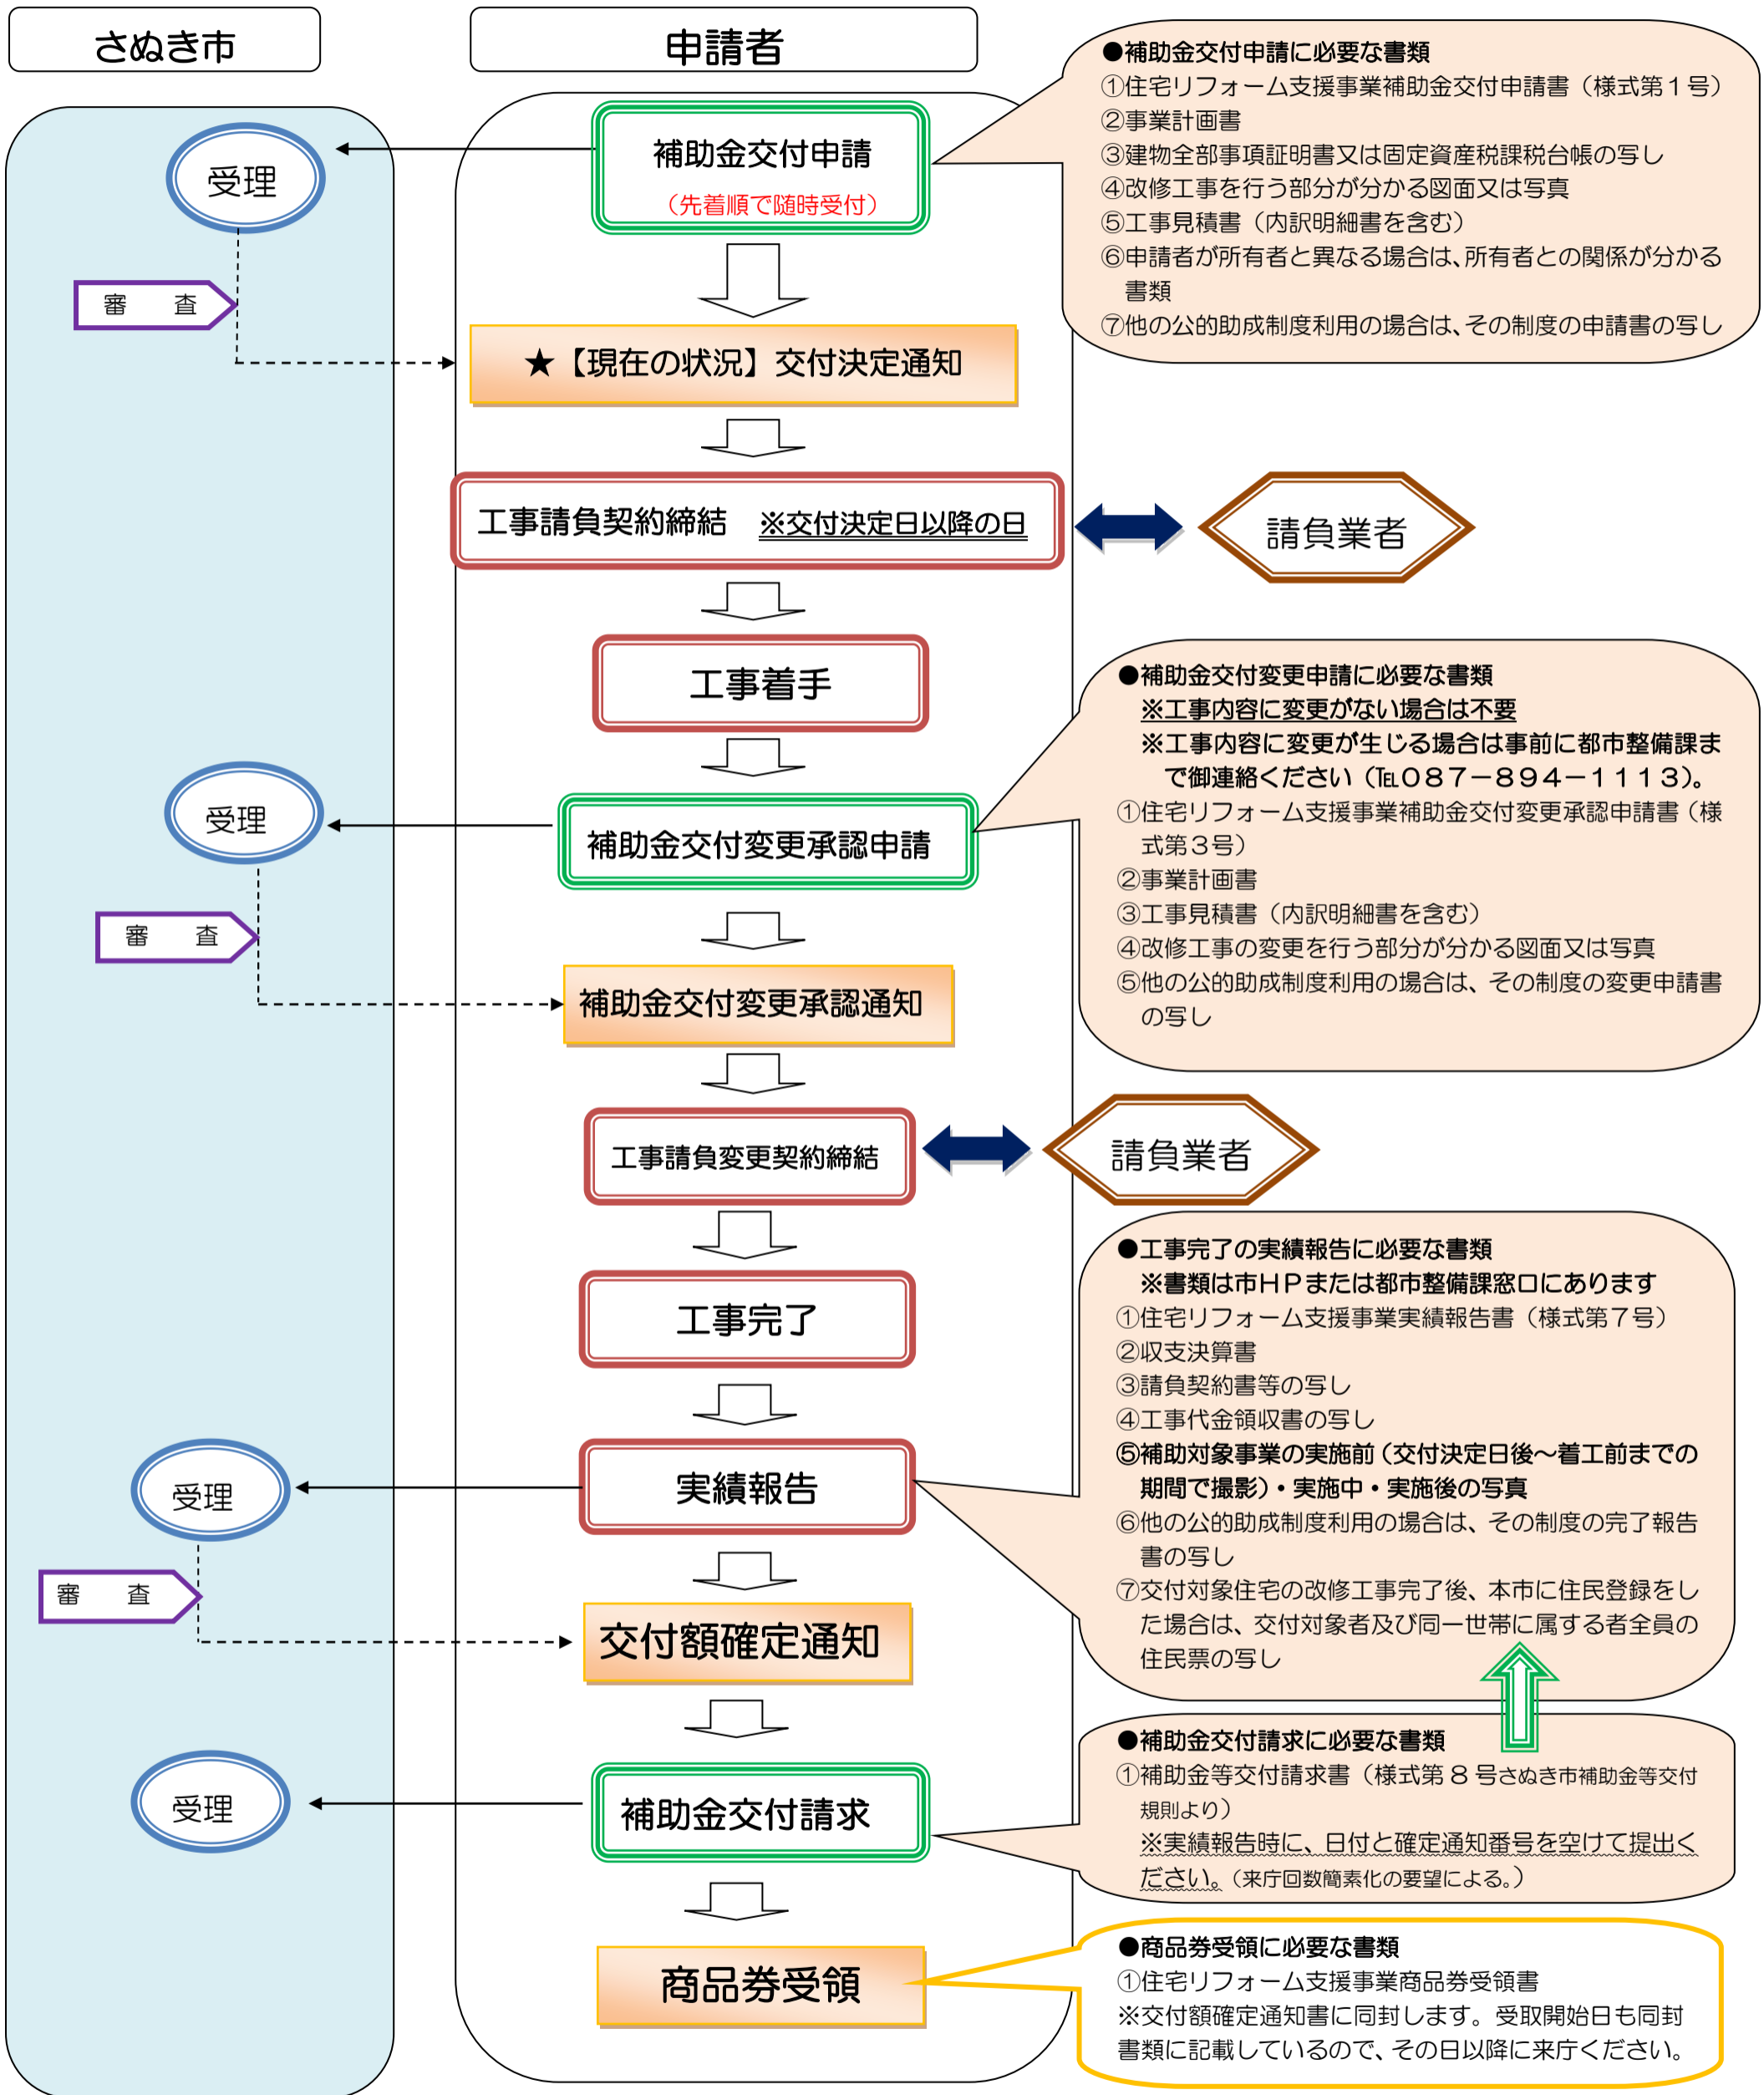 さぬき市
申請者
補助金交付申請
（先着順で随時受付）
●補助金交付申請に必要な書類
①住宅リフォーム支援事業補助金交付申請書（様式第１号）
②事業計画書
③建物全部事項証明書又は固定資産税課税台帳の写し
④改修工事を行う部分が分かる図面又は写真
⑤工事見積書（内訳明細書を含む）
⑥申請者が所有者と異なる場合は、所有者との関係が分かる
書類
⑦他の公的助成制度利用の場合は、その制度の申請書の写し
受理
審　査
★【現在の状況】交付決定通知
工事請負契約締結　※交付決定日以降の日
請負業者
工事着手
●補助金交付変更申請に必要な書類
※工事内容に変更がない場合は不要
※工事内容に変更が生じる場合は事前に都市整備課ま
で御連絡ください（℡０８７－８９４－１１１３）。
①住宅リフォーム支援事業補助金交付変更承認申請書（様
式第３号）
②事業計画書
③工事見積書（内訳明細書を含む）
④改修工事の変更を行う部分が分かる図面又は写真
⑤他の公的助成制度利用の場合は、その制度の変更申請書
の写し
受理
補助金交付変更承認申請
審　査
補助金交付変更承認通知
工事請負変更契約締結
請負業者
工事完了
●工事完了の実績報告に必要な書類
※書類は市ＨＰまたは都市整備課窓口にあります
①住宅リフォーム支援事業実績報告書（様式第７号）
②収支決算書
③請負契約書等の写し
④工事代金領収書の写し
⑤補助対象事業の実施前（交付決定日後～着工前までの
期間で撮影）・実施中・実施後の写真
⑥他の公的助成制度利用の場合は、その制度の完了報告
書の写し
⑦交付対象住宅の改修工事完了後、本市に住民登録をし
た場合は、交付対象者及び同一世帯に属する者全員の
住民票の写し
受理
実績報告
審　査
交付額確定通知
●補助金交付請求に必要な書類
①補助金等交付請求書（様式第８号さぬき市補助金等交付
規則より）
※実績報告時に、日付と確定通知番号を空けて提出く
ださい。（来庁回数簡素化の要望による。）
受理
補助金交付請求
商品券受領
●商品券受領に必要な書類
①住宅リフォーム支援事業商品券受領書
※交付額確定通知書に同封します。受取開始日も同封
書類に記載しているので、その日以降に来庁ください。